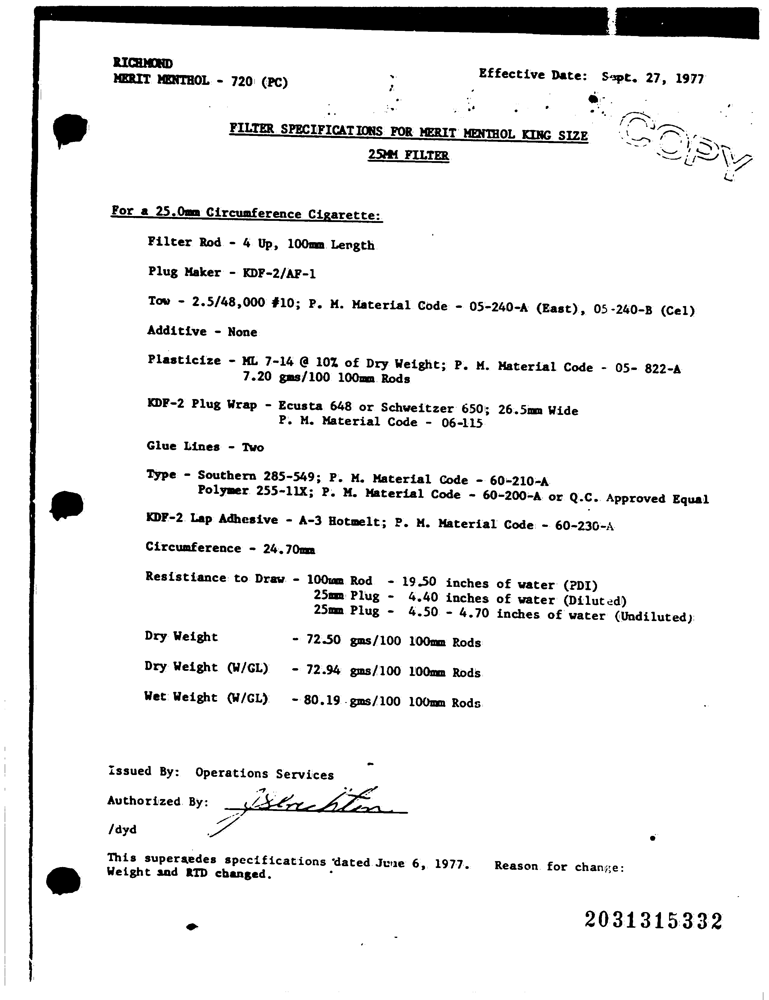 RICHMOND
MERIT MENTHOL - 720 (PC)
Effective Date: Sept. 27, 1977
COPY
FILTER SPECIFICATIONS FOR MERIT MENTHOL KING SIZE
25MM FILTER
For a 25.0mm Circumference Cigarette:
Filter Rod - 4 Up, 100mm Length
Plug Maker - KDF-2/AF-1
Tow - 2.5/48,000 #10; P. M. Material Code - 05-240-A (East), 05-240-B (Cel)
Additive - None
Plasticize - ML 7-14 @ 10% of Dry Weight; P. M. Material Code - 05- 822-A
7.20 gms/100 100mm Rods
KDF-2 Plug Wrap - Ecusta 648 or Schweitzer 650; 26.5mm Wide
P. M. Material Code - 06-115
Glue Lines - Two
Type - Southern 285-549; P. M. Material Code - 60-210-A
Polymer 255-11X; P. M. Material Code - 60-200-A or Q.C. Approved Equal
KDF-2 Lap Adhesive - A-3 Hotmelt; P. M. Material Code - 60-230-A
Circumference - 24.70mm
Resistiance to Draw - 100mm Rod - 19.50 inches of water (PDI)
25mm Plug - 4.40 inches of water (Diluted)
25mm Plug - 4.50 - 4.70 inches of water (Undiluted)
Dry Weight - 72.50 gms/100 100mm Rods
Dry Weight (W/GL) - 72.94 gms/100 100mm Rods
Wet Weight (W/GL) - 80.19 gms/100 100mm Rods
Issued By: Operations Services
Authorized By:
/dyd
This supersedes specifications dated June 6, 1977. Reason for change:
Weight and RTD changed.
2031315332